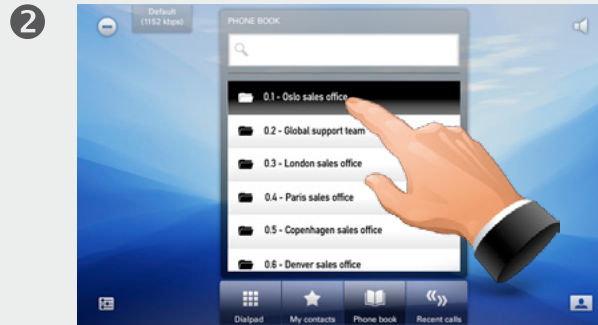 2
Default
(1152 kbps)
PHONE BOOK
0.1 - Oslo sales office
0.2 - Global support team
0.3 - London sales office
0.4 - Paris sales office
0.5 - Copenhagen sales office
0.6 - Denver sales office
Dialpad My contacts Phone book Recent calls